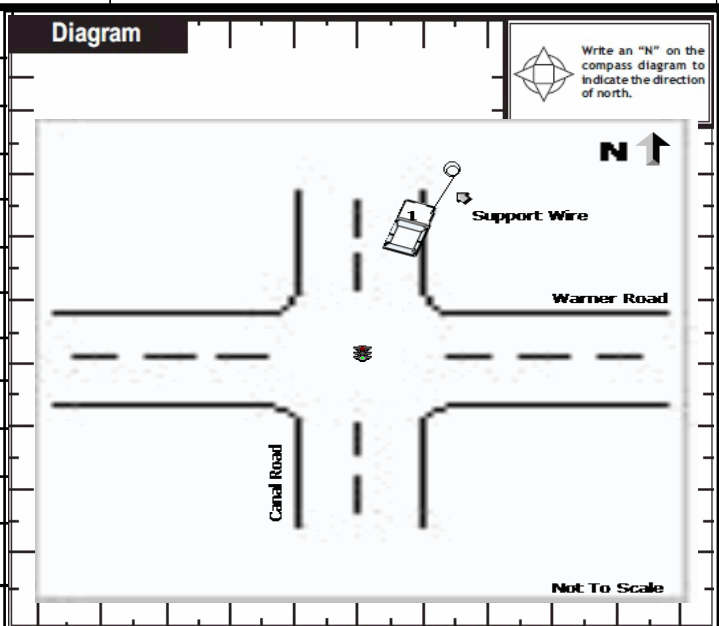 Diagram
Write an “N” on the
compass diagram to
indicate the direction
of north.
N
1
Support Wire
Warner Road
Canal Road
Not To Scale